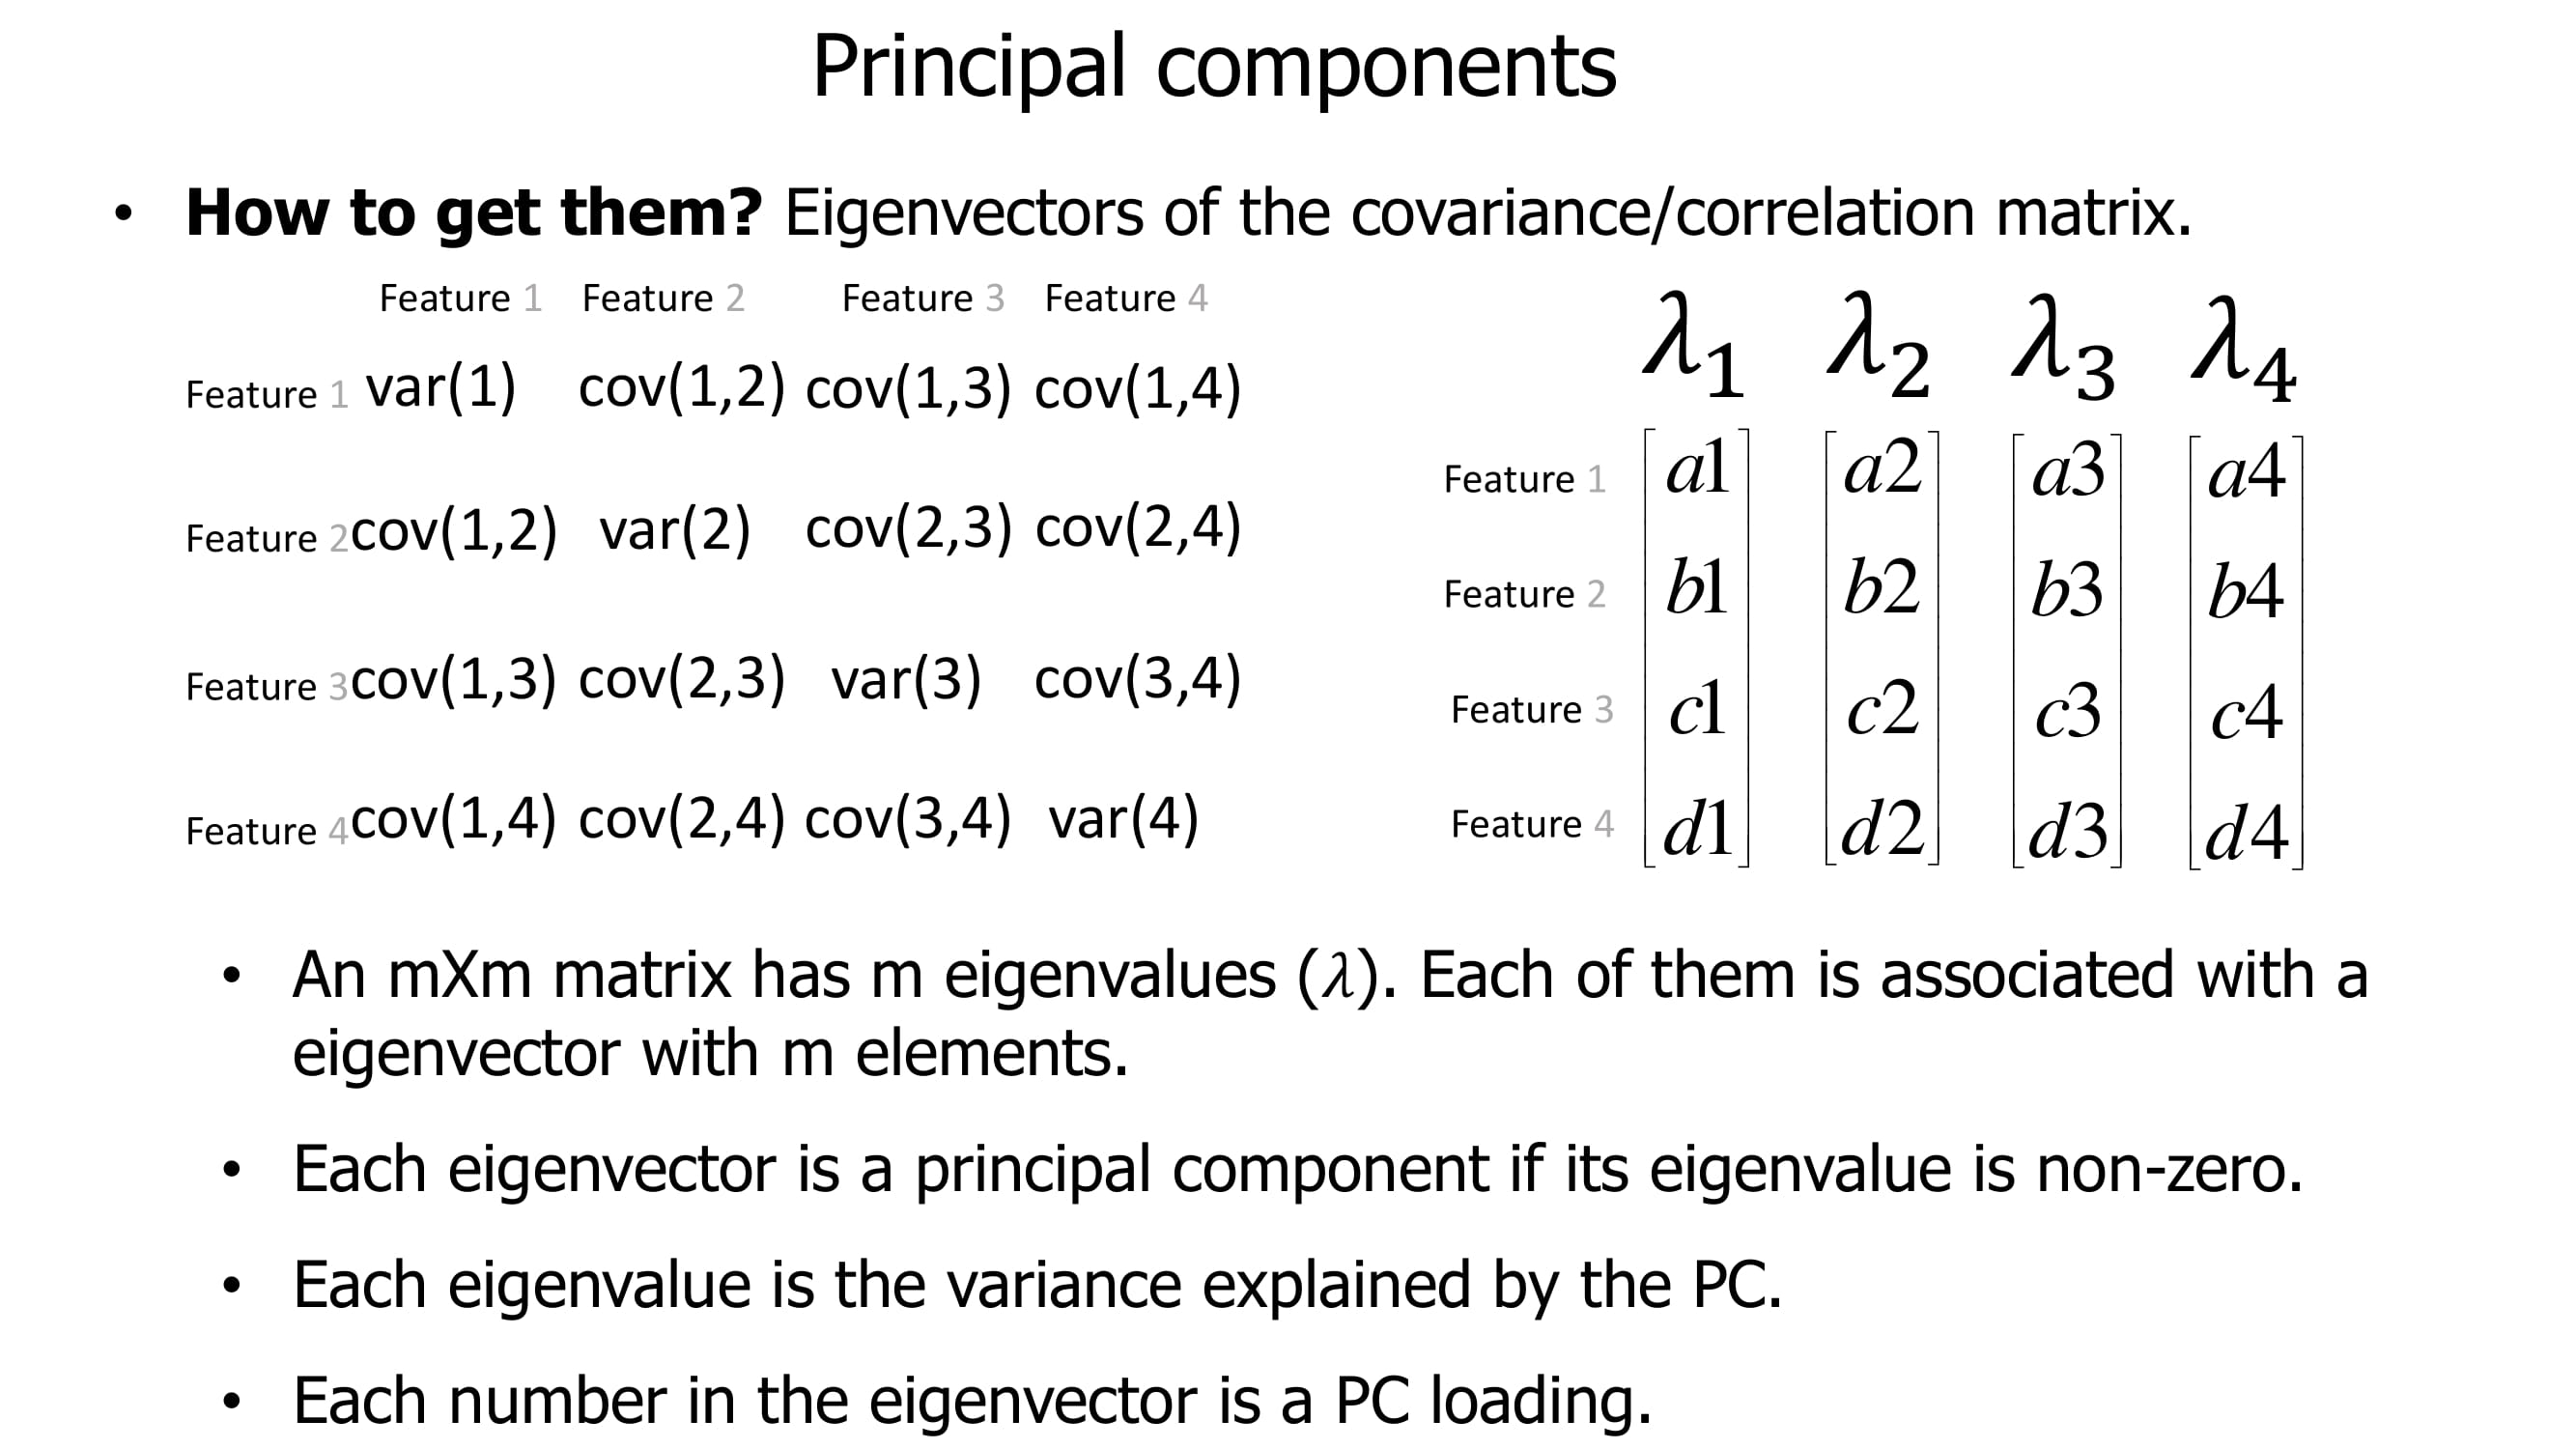 Principal components
• How to get them? Eigenvectors of the covariance/correlation matrix.
Feature 1 Feature 2 Feature 3 Feature 4
Feature 1 var(1) cov(1,2) cov(1,3) cov(1,4)
Feature 2 cov(1,2) var(2) cov(2,3) cov(2,4)
Feature 3 cov(1,3) cov(2,3) var(3) cov(3,4)
Feature 4 cov(1,4) cov(2,4) cov(3,4) var(4)
λ1 λ2 λ3 λ4
Feature 1 a1 a2 a3 a4
Feature 2 b1 b2 b3 b4
Feature 3 c1 c2 c3 c4
Feature 4 d1 d2 d3 d4
• An mXm matrix has m eigenvalues (λ). Each of them is associated with a
eigenvector with m elements.
• Each eigenvector is a principal component if its eigenvalue is non-zero.
• Each eigenvalue is the variance explained by the PC.
• Each number in the eigenvector is a PC loading.